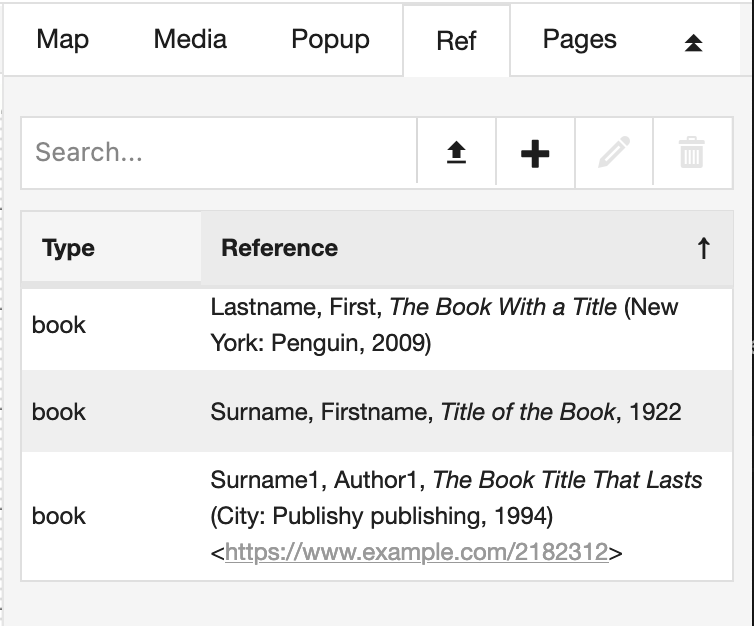 Map Media Popup Ref Pages
Search...
Type Reference ↑
book Lastname, First, The Book With a Title (New
York: Penguin, 2009)
book Surname, Firstname, Title of the Book, 1922
book Surname1, Author1, The Book Title That Lasts
(City: Publishy publishing, 1994)
<https://www.example.com/2182312>